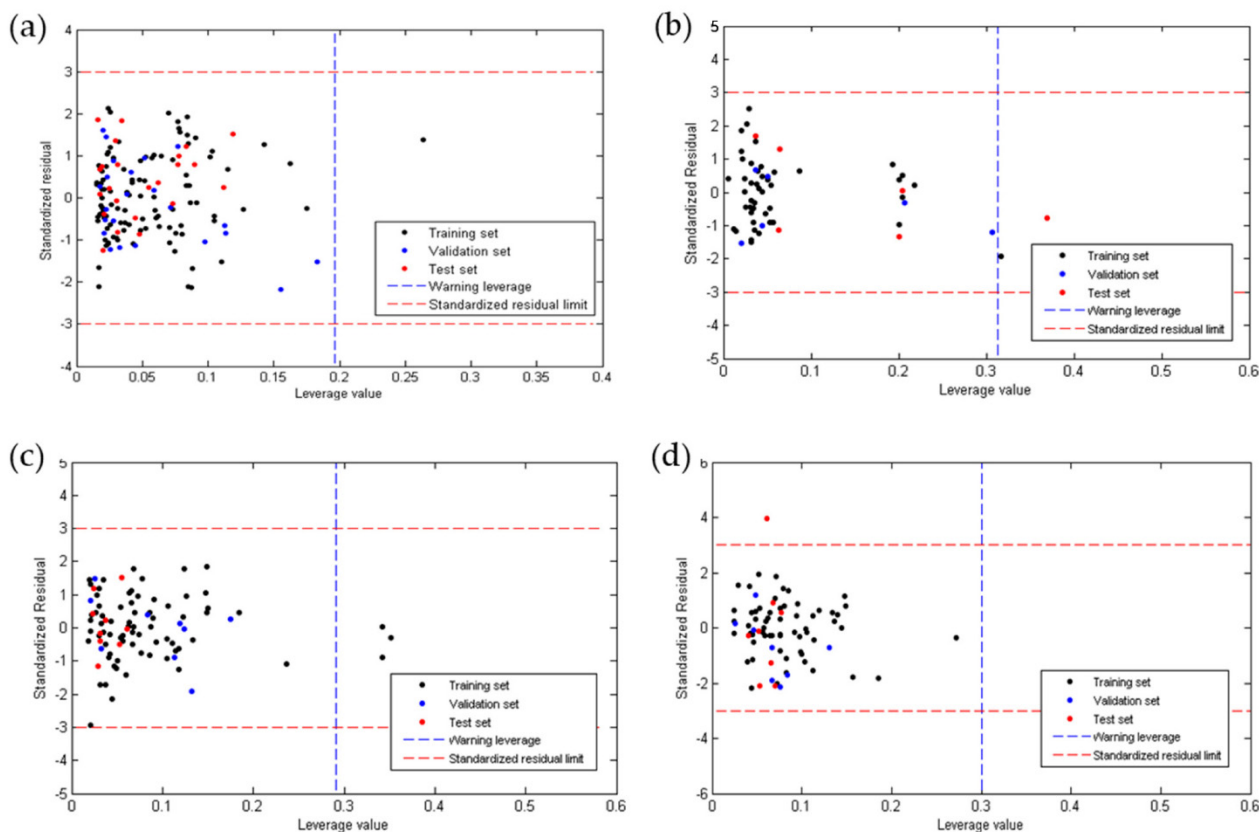 (a)
4
3
2
1
0
-1
-2
-3
-4
Standardized residual
Training set
Validation set
Test set
Warning leverage
Standardized residual limit
0 0.05 0.1 0.15 0.2 0.25 0.3 0.35 0.4
Leverage value
(b)
5
4
3
2
1
0
-1
-2
-3
-4
-5
Standardized Residual
Training set
Validation set
Test set
Warning leverage
Standardized residual limit
0 0.1 0.2 0.3 0.4 0.5 0.6
Leverage value
(c)
5
4
3
2
1
0
-1
-2
-3
-4
-5
Standardized Residual
Training set
Validation set
Test set
Warning leverage
Standardized residual limit
0 0.1 0.2 0.3 0.4 0.5 0.6
Leverage value
(d)
6
4
2
0
-2
-4
-6
Standardized Residual
Training set
Validation set
Test set
Warning leverage
Standardized residual limit
0 0.1 0.2 0.3 0.4 0.5 0.6
Leverage value